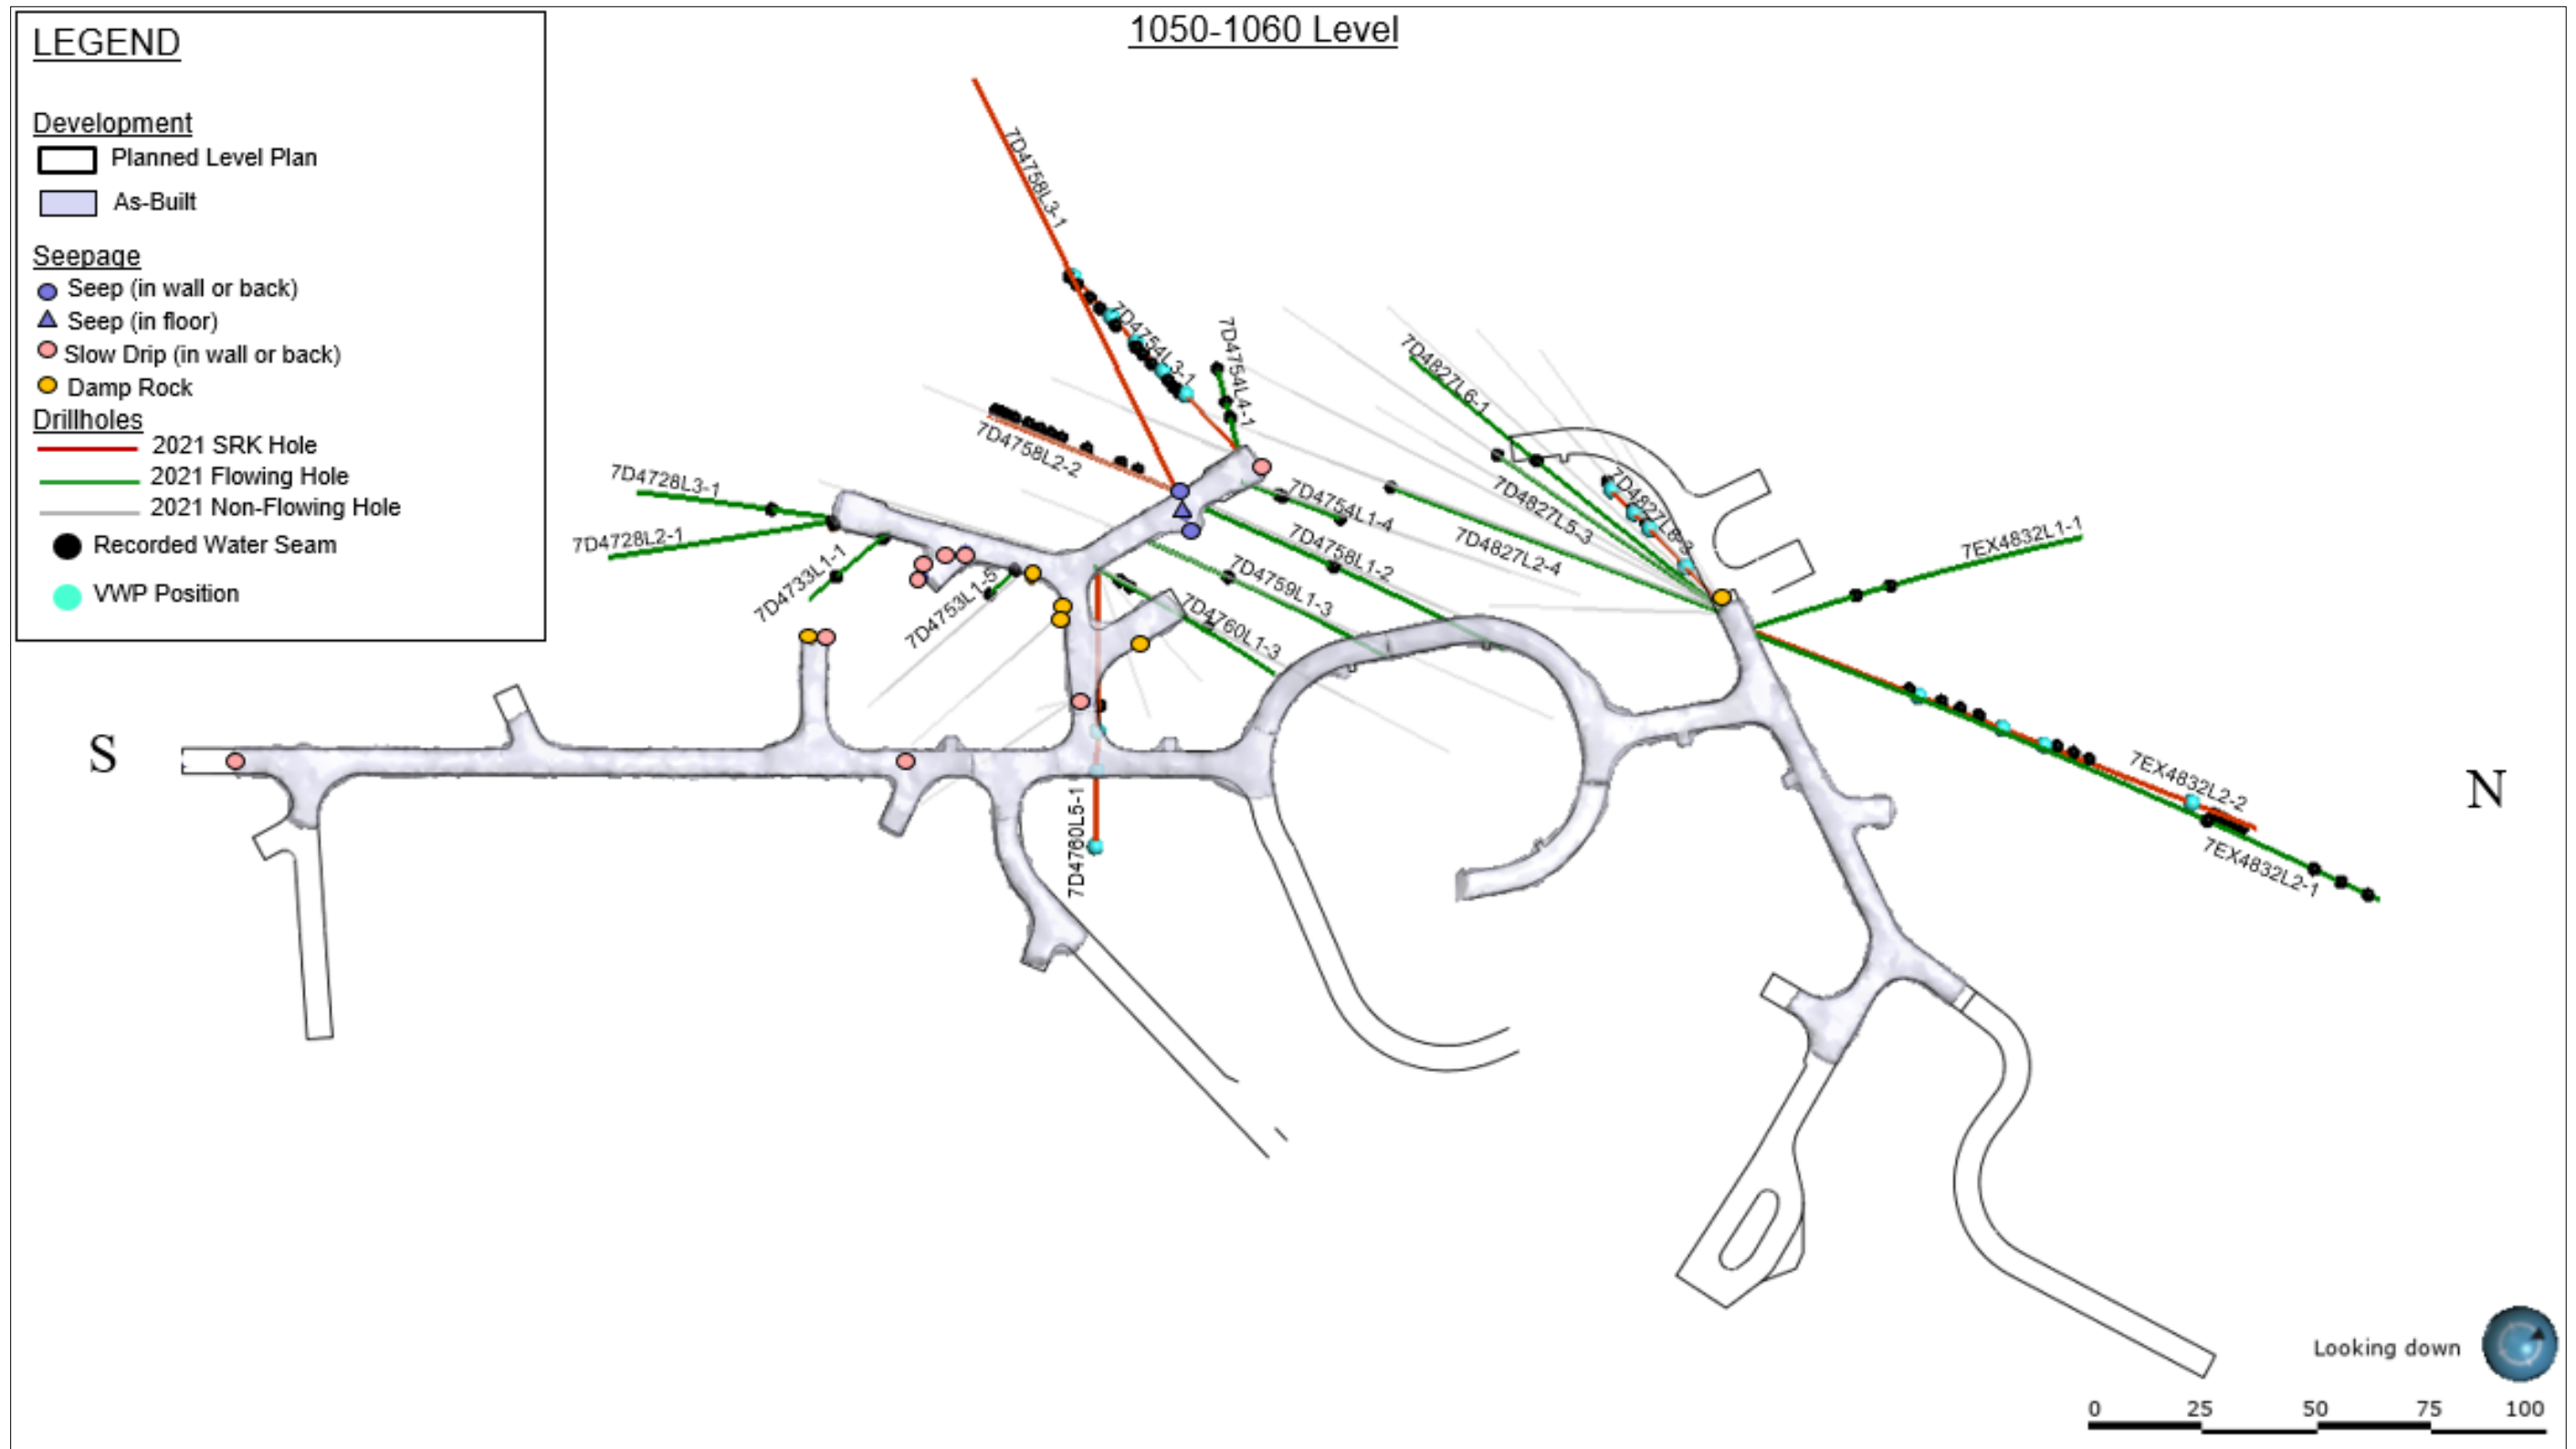 1050-1060 Level
LEGEND
Development
Planned Level Plan
As-Built
Seepage
Seep (in wall or back)
Seep (in floor)
Slow Drip (in wall or back)
Damp Rock
Drillholes
2021 SRK Hole
2021 Flowing Hole
2021 Non-Flowing Hole
Recorded Water Seam
VWP Position
7D4758L3-1
7D4754L3-1
7D4754L4-1
7D4758L2-2
7D4728L3-1
7D4728L2-1
7D4733L1-1
7D4753L1-5
7D4754L1-4
7D4758L1-2
7D4759L1-3
7D4760L1-3
7D4827L6-1
7D4827L5-3
7D4827L2-4
7D4827L8-3
7EX4832L1-1
7EX4832L2-2
7EX4832L2-1
7D4760L5-1
S
N
Looking down
0 25 50 75 100